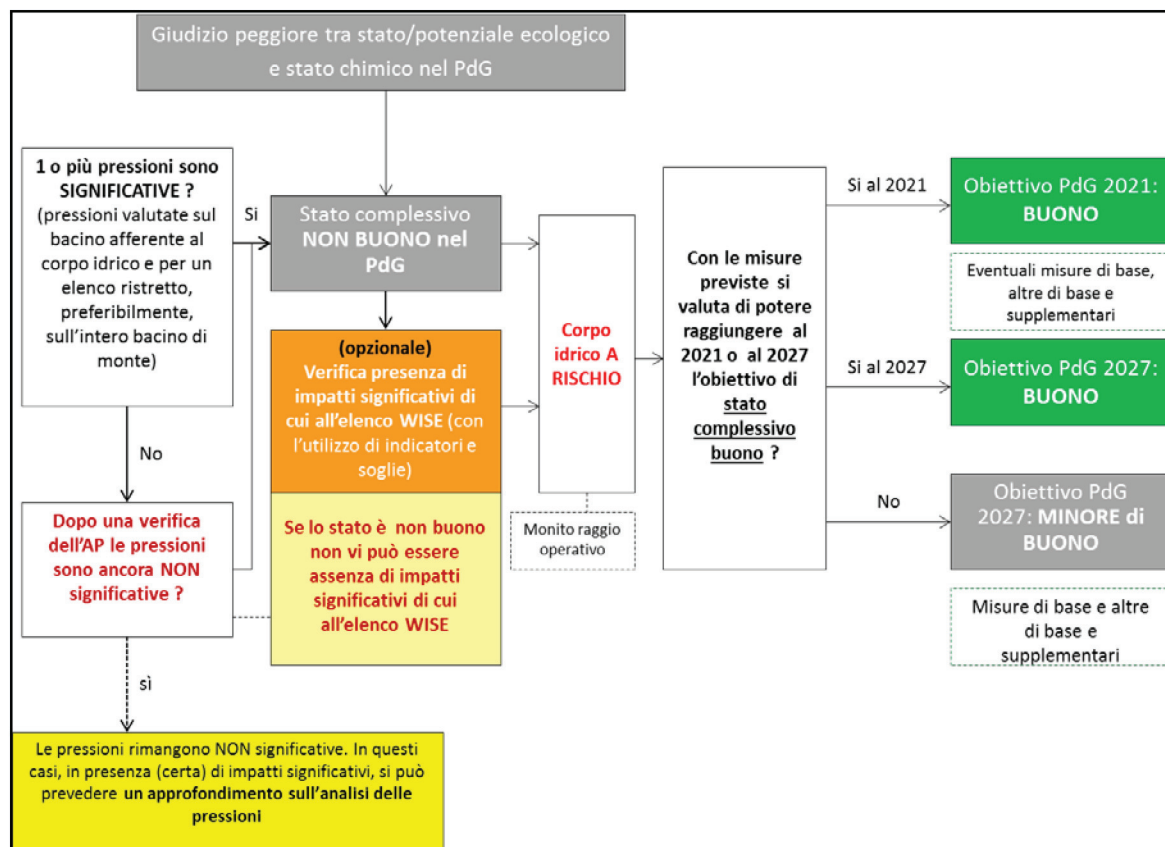 Giudizio peggiore tra stato/potenziale ecologico
e stato chimico nel PdG
1 o più pressioni sono
SIGNIFICATIVE ?
(pressioni valutate sul
bacino afferente al
corpo idrico e per un
elenco ristretto,
preferibilmente,
sull'intero bacino di
monte)
Si
No
Dopo una verifica
dell'AP le pressioni
sono ancora NON
significative ?
sì
Le pressioni rimangono NON significative. In questi
casi, in presenza (certa) di impatti significativi, si può
prevedere un approfondimento sull'analisi delle
pressioni
Stato complessivo
NON BUONO nel
PdG
(opzionale)
Verifica presenza di
impatti significativi di
cui all'elenco WISE (con
l'utilizzo di indicatori e
soglie)
Se lo stato è non buono
non vi può essere
assenza di impatti
significativi di cui
all'elenco WISE
Corpo
idrico A
RISCHIO
Monito raggio
operativo
Con le misure
previste si
valuta di potere
raggiungere al
2021 o al 2027
l'obiettivo di
stato
complessivo
buono ?
Si al 2021
Obiettivo PdG 2021:
BUONO
Eventuali misure di base,
altre di base e
supplementari
Si al 2027
Obiettivo PdG 2027:
BUONO
No
Obiettivo PdG
2027: MINORE di
BUONO
Misure di base e altre
di base e
supplementari